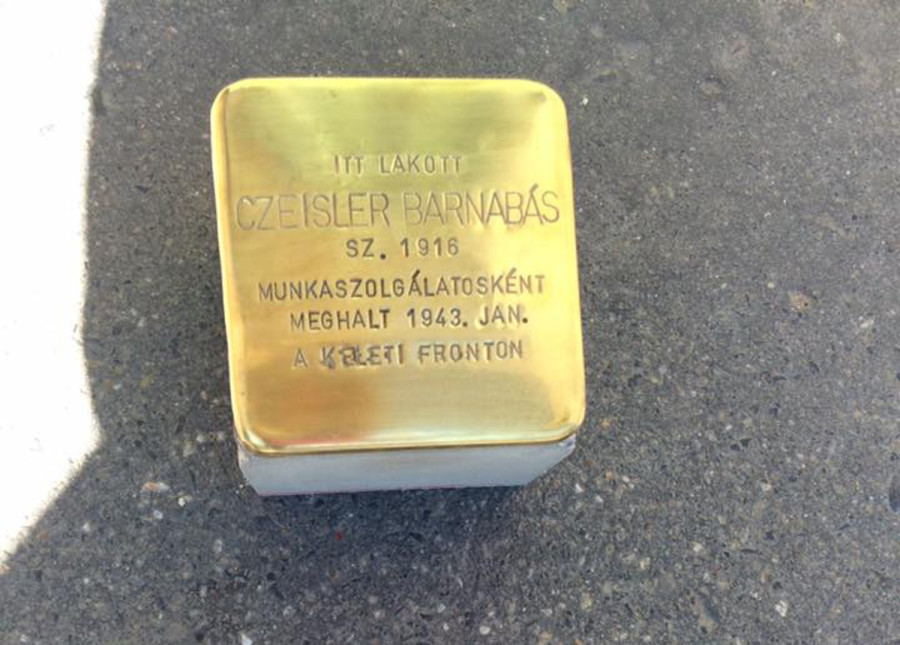 ITT LAKOTT
CZEISLER BARNABÁS
SZ. 1916
MUNKASZOLGÁLATOSKÉNT
MEGHALT 1943. JAN.
A KELETI FRONTON